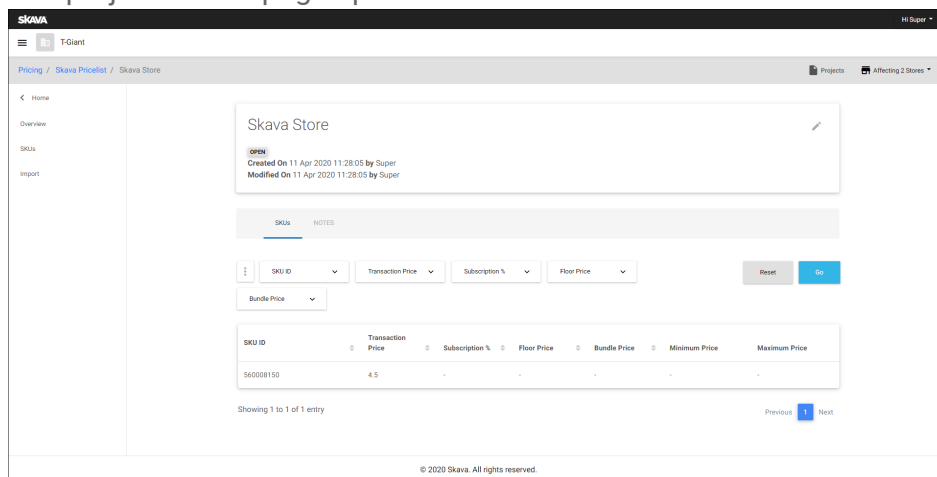 SKAVA
Hi Super
T-Giant
Pricing / Skava Pricelist / Skava Store
Projects
Affecting 2 Stores
Home
Overview
SKUs
Import
Skava Store
OPEN
Created On 11 Apr 2020 11:28:05 by Super
Modified On 11 Apr 2020 11:28:05 by Super
SKUs NOTES
SKU ID Transaction Price Subscription % Floor Price Reset Go
Bundle Price
SKU ID Transaction Price Subscription % Floor Price Bundle Price Minimum Price Maximum Price
560008150 4.5 - - - - -
Showing 1 to 1 of 1 entry
Previous 1 Next
© 2020 Skava. All rights reserved.